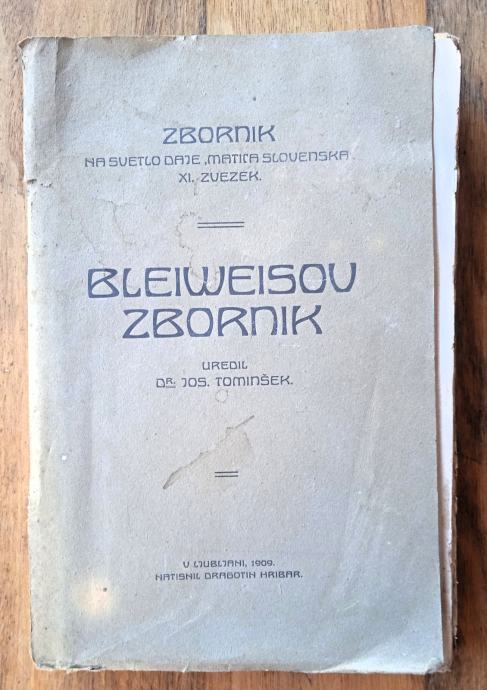 ZBORNIK
NA SVETLO DAJE „MATICA SLOVENSKA“.
XI. ZVEZEK.
BLEIWEISOV
ZBORNIK
UREDIL
DR. JOS. TOMINŠEK.
V LJUBLJANI, 1909.
NATISNIL DRAGOTIN HRIBAR.